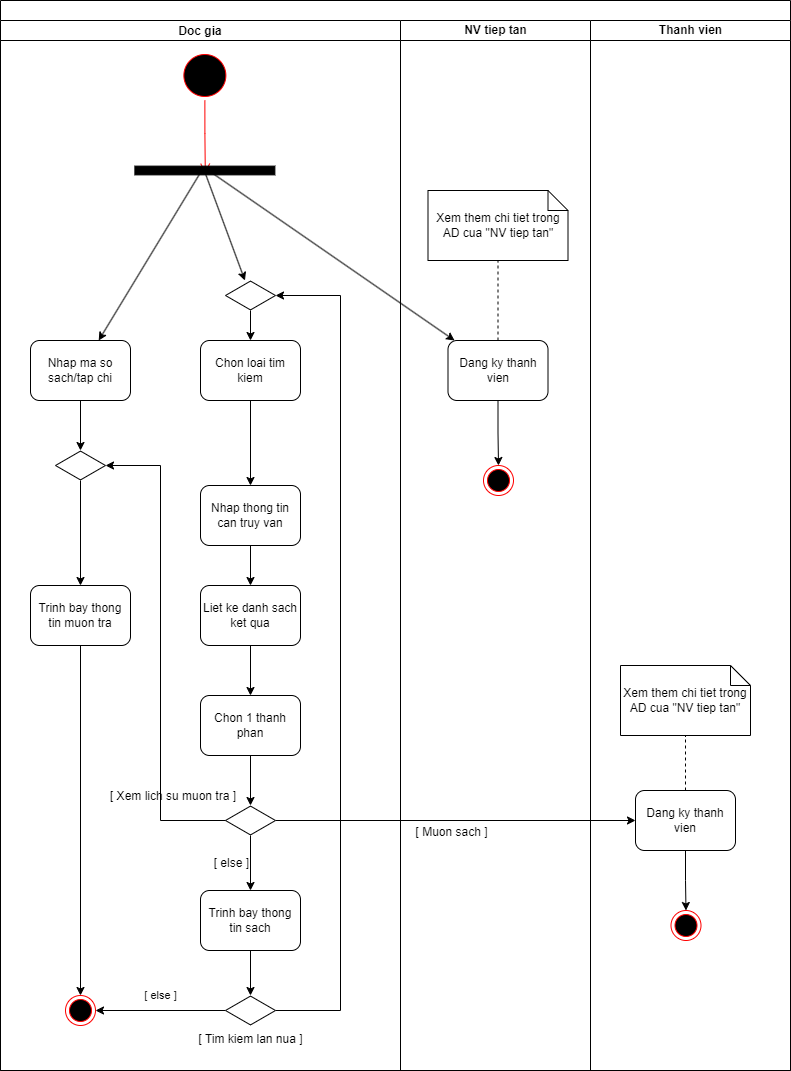 Doc gia
NV tiep tan
Thanh vien
Xem them chi tiet trong
AD cua "NV tiep tan"
Nhap ma so
sach/tap chi
Chon loai tim
kiem
Dang ky thanh
vien
Nhap thong tin
can truy van
Trinh bay thong
tin muon tra
Liet ke danh sach
ket qua
Xem them chi tiet trong
AD cua "NV tiep tan"
Chon 1 thanh
phan
[ Xem lich su muon tra ]
[ Muon sach ]
Dang ky thanh
vien
[ else ]
Trinh bay thong
tin sach
[ else ]
[ Tim kiem lan nua ]